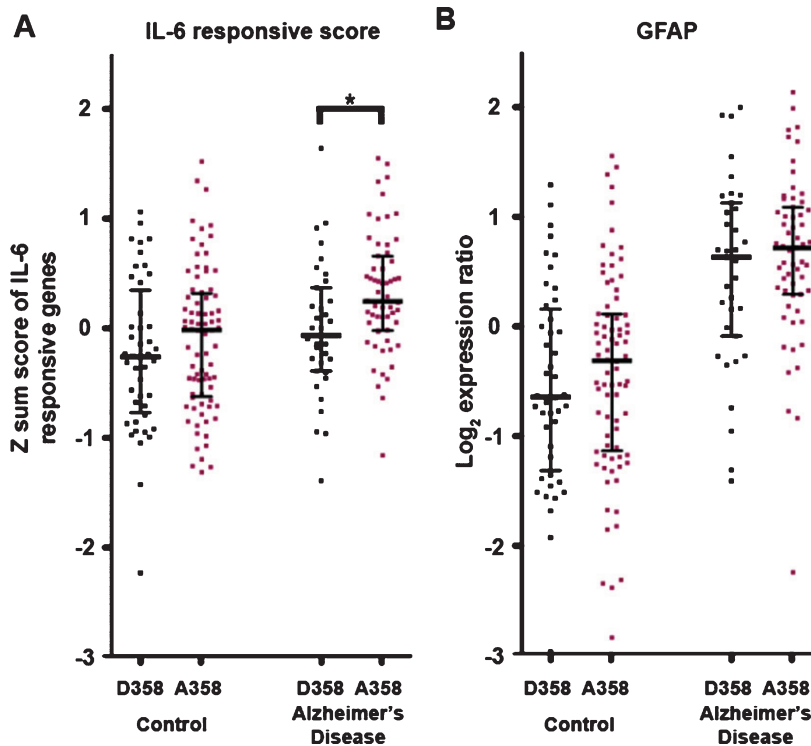 A
IL-6 responsive score
Z sum score of IL-6
responsive genes
2
1
0
-1
-2
-3
*
D358 A358 D358 A358
Control
Alzheimer's
Disease
B
GFAP
Log2 expression ratio
2
1
0
-1
-2
-3
D358 A358 D358 A358
Control
Alzheimer's
Disease